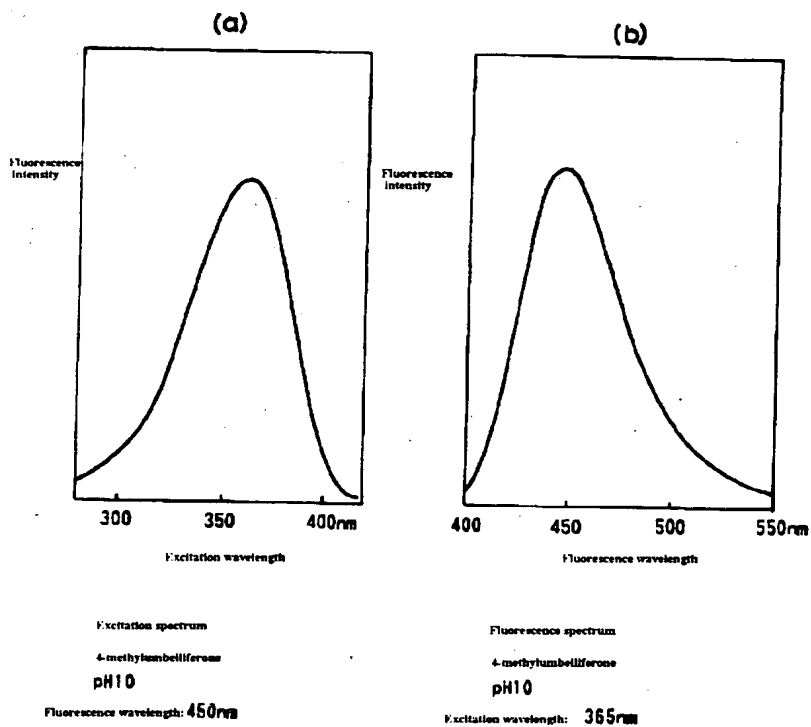 (a)
Fluorescence
intensity
300 350 400nm
Excitation wavelength
Excitation spectrum
4-methylumbelliferone
pH10
Fluorescence wavelength: 450nm
(b)
Fluorescence
intensity
400 450 500 550nm
Fluorescence wavelength
Fluorescence spectrum
4-methylumbelliferone
pH10
Excitation wavelength: 365nm